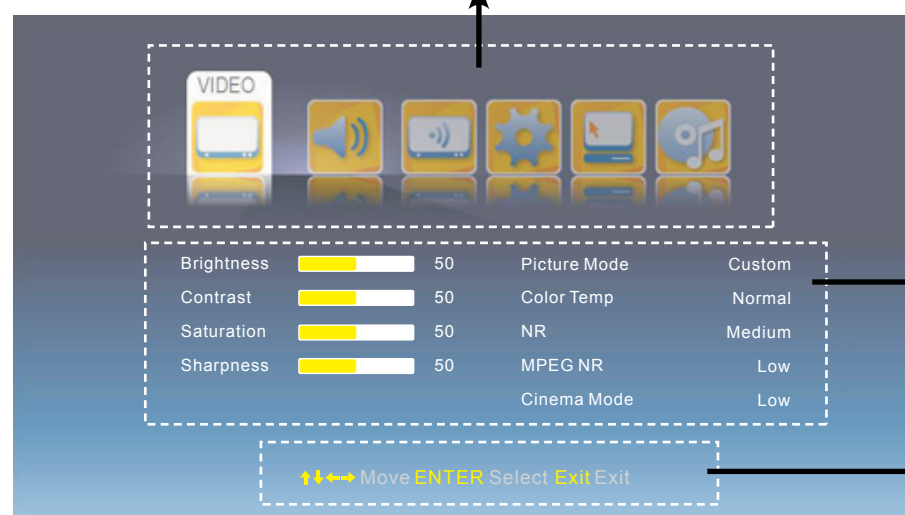 VIDEO
Brightness 50 Picture Mode Custom
Contrast 50 Color Temp Normal
Saturation 50 NR Medium
Sharpness 50 MPEG NR Low
Cinema Mode Low
Move ENTER Select Exit Exit